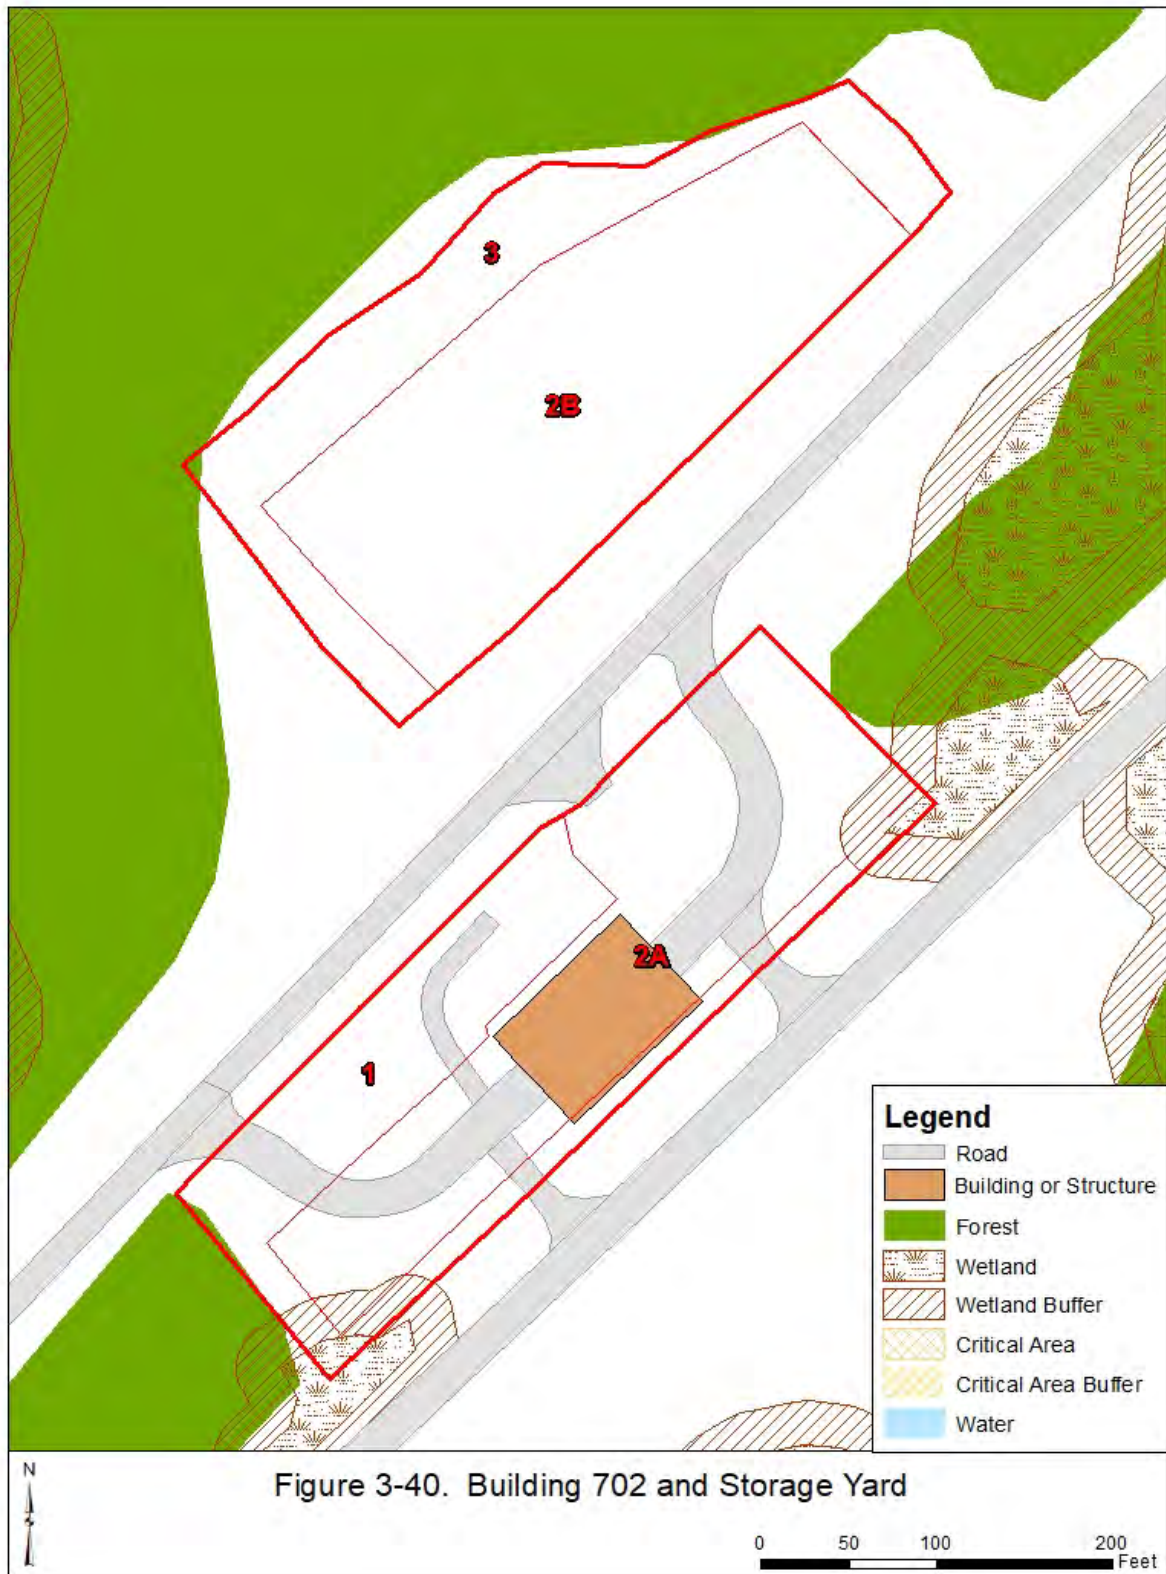 3
2B
2A
1
Legend
Road
Building or Structure
Forest
Wetland
Wetland Buffer
Critical Area
Critical Area Buffer
Water
N
Figure 3-40. Building 702 and Storage Yard
0 50 100 200
Feet